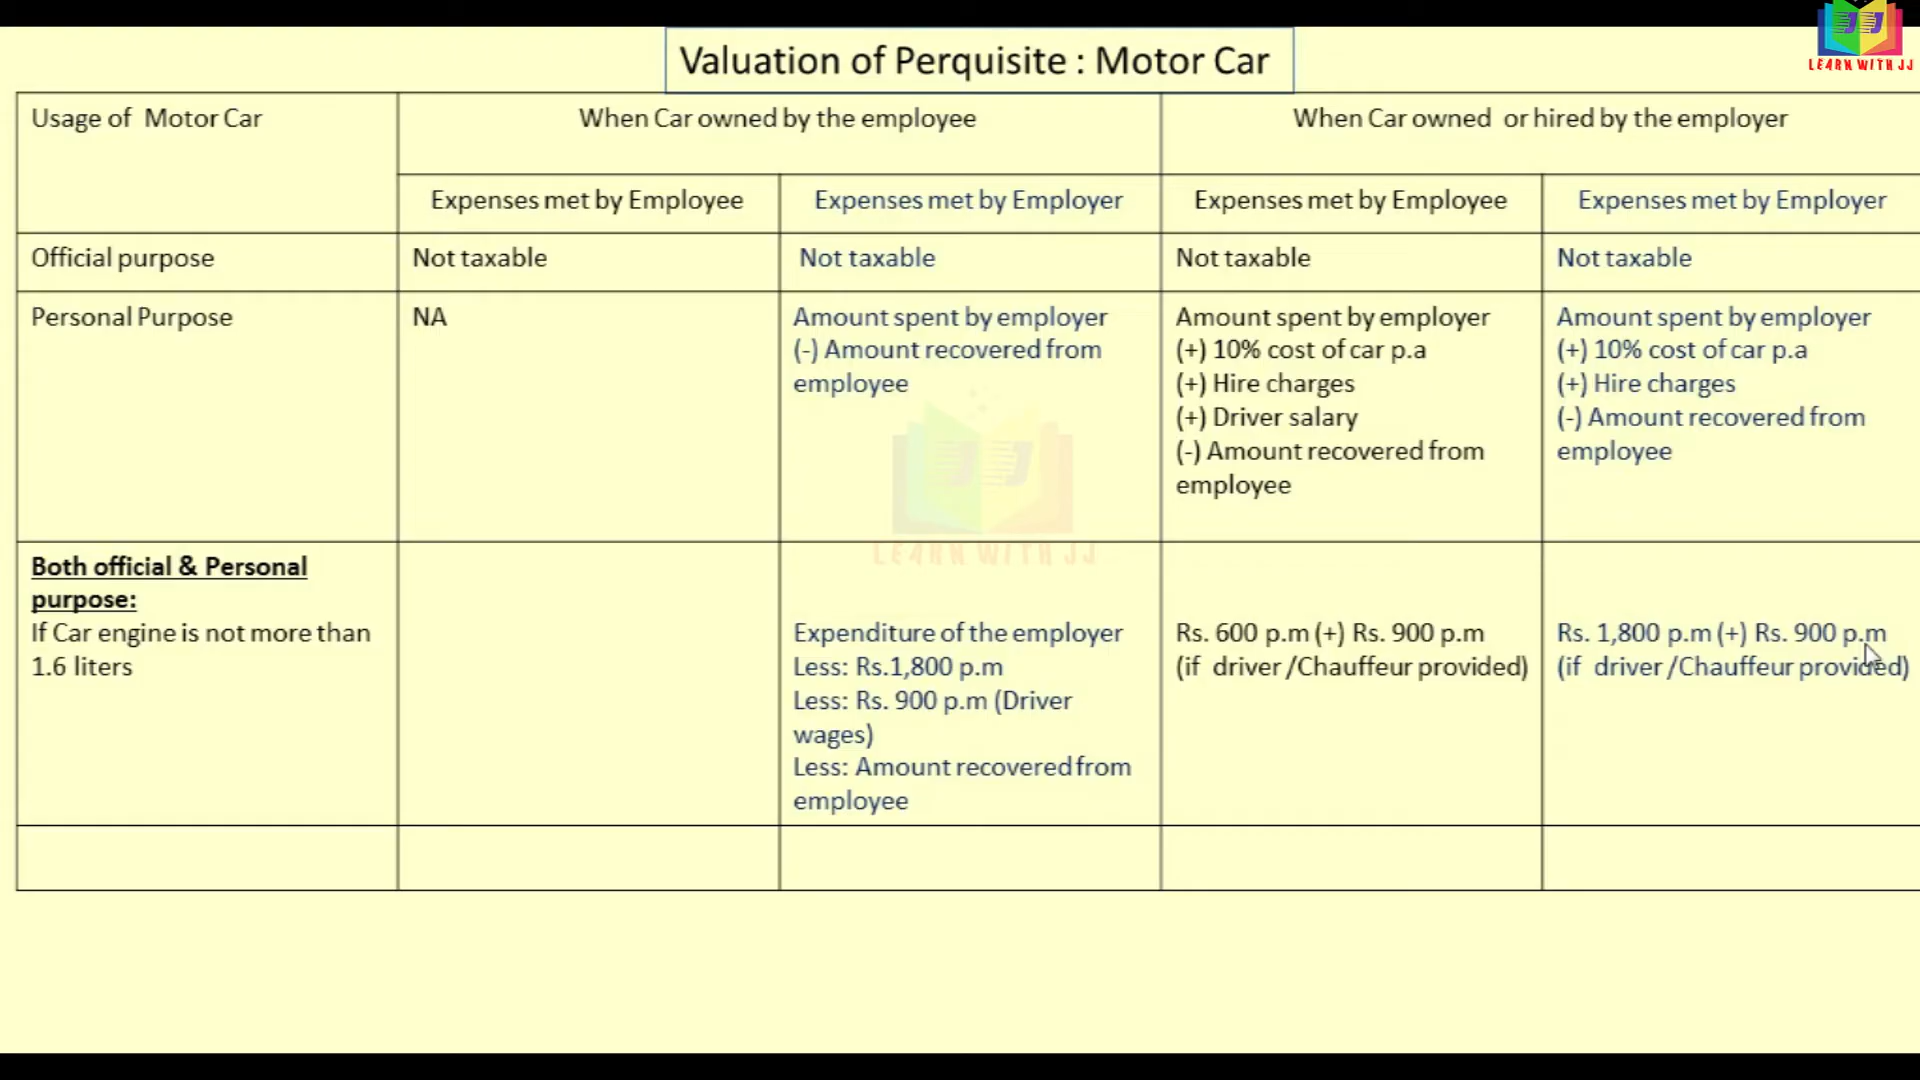 Valuation of Perquisite : Motor Car
LEARN WITH JJ
Usage of Motor Car
When Car owned by the employee
When Car owned or hired by the employer
Expenses met by Employee
Expenses met by Employer
Expenses met by Employee
Expenses met by Employer
Official purpose
Not taxable
Not taxable
Not taxable
Not taxable
Personal Purpose
NA
Amount spent by employer
(-) Amount recovered from
employee
Amount spent by employer
(+) 10% cost of car p.a
(+) Hire charges
(+) Driver salary
(-) Amount recovered from
employee
Amount spent by employer
(+) 10% cost of car p.a
(+) Hire charges
(-) Amount recovered from
employee
LEARN WITH JJ
Both official & Personal
purpose:
If Car engine is not more than
1.6 liters
Expenditure of the employer
Less: Rs.1,800 p.m
Less: Rs. 900 p.m (Driver
wages)
Less: Amount recovered from
employee
Rs. 600 p.m (+) Rs. 900 p.m
(if driver /Chauffeur provided)
Rs. 1,800 p.m (+) Rs. 900 p.m
(if driver /Chauffeur provided)